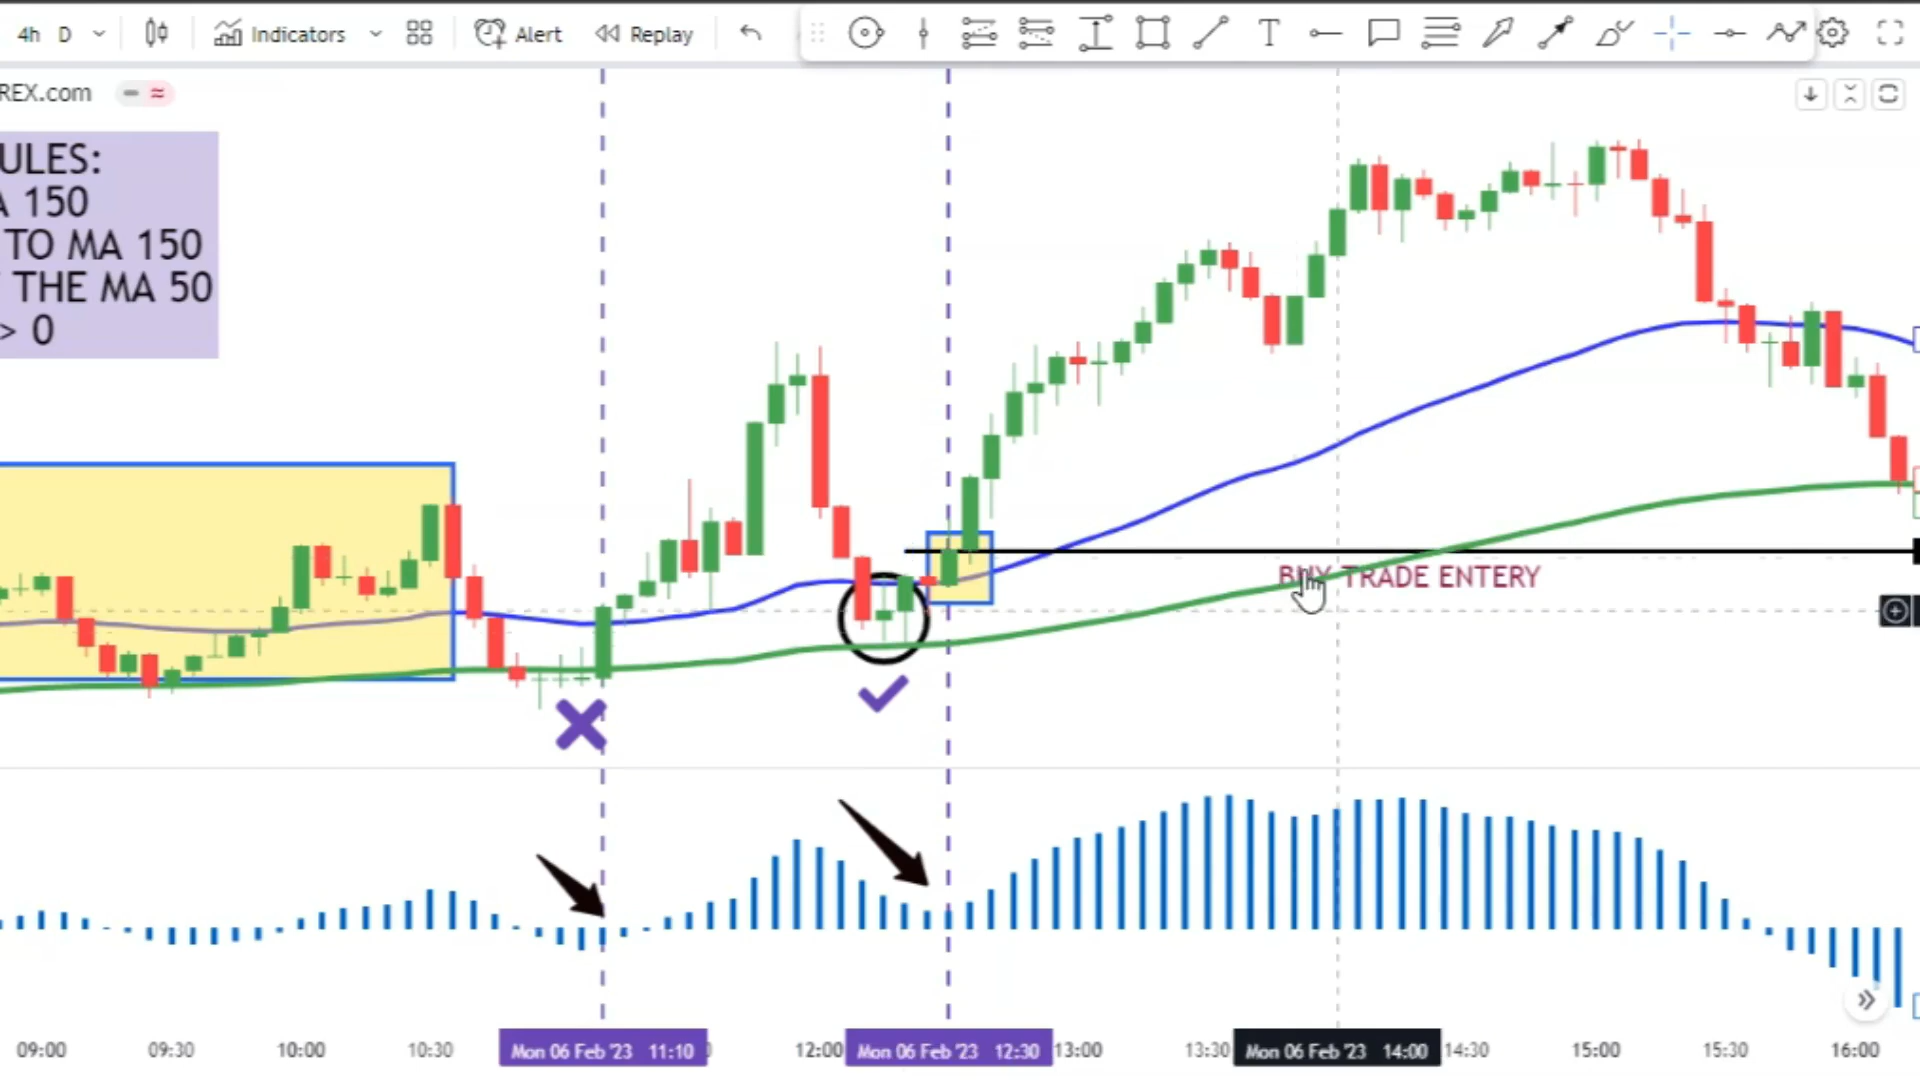 4h D Indicators Alert Replay T
REX.com
ULES:
A 150
TO MA 150
THE MA 50
> 0
BUY TRADE ENTERY
09:00 09:30 10:00 10:30 Mon 06 Feb '23 11:10 12:00 Mon 06 Feb '23 12:30 13:00 13:30 Mon 06 Feb '23 14:00 14:30 15:00 15:30 16:00